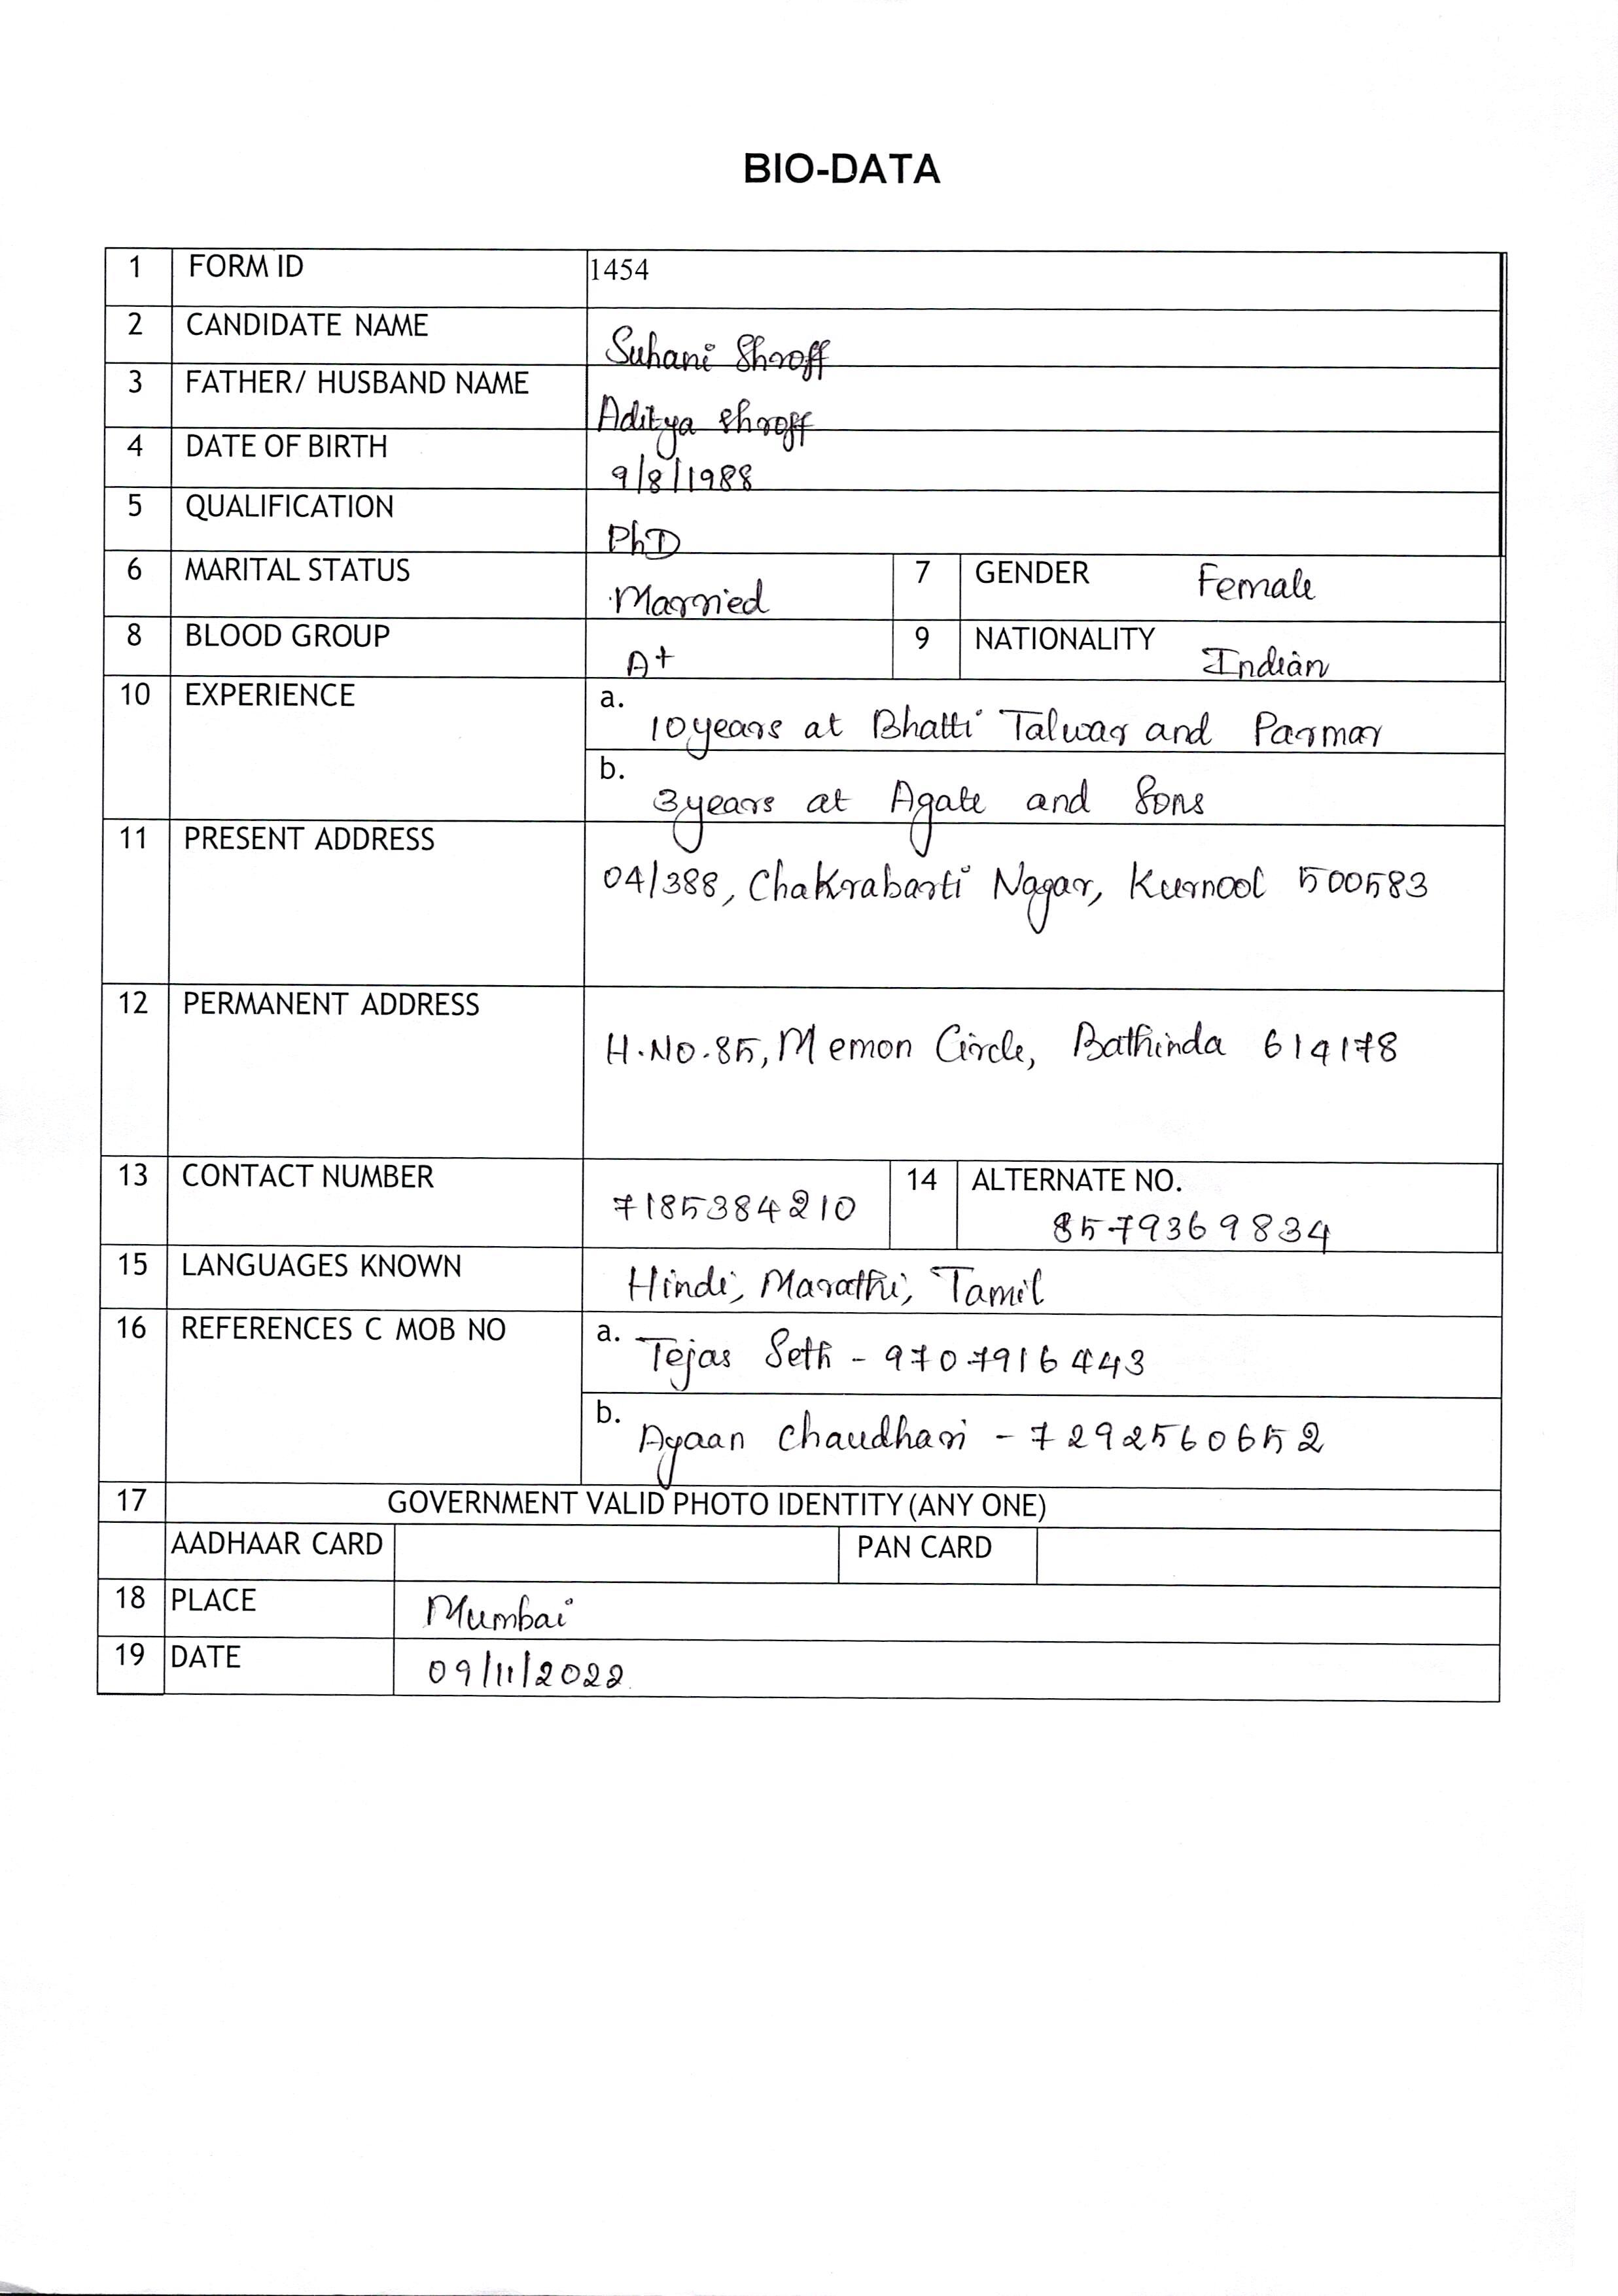 BIO-DATA
1 FORM ID 1454
2 CANDIDATE NAME Suhani Shroff
3 FATHER/ HUSBAND NAME Aditya Shroff
4 DATE OF BIRTH 9/8/1988
5 QUALIFICATION PhD
6 MARITAL STATUS Married 7 GENDER Female
8 BLOOD GROUP A+ 9 NATIONALITY Indian
10 EXPERIENCE a. 10 years at Bhatti Talwar and Parmar
b. 3 years at Agate and Sons
11 PRESENT ADDRESS 04/388, Chakrabarti Nagar, Kurnool 500583
12 PERMANENT ADDRESS H.NO.85, Memon Circle, Bathinda 614178
13 CONTACT NUMBER 7185384210 14 ALTERNATE NO. 8579369834
15 LANGUAGES KNOWN Hindi, Marathi, Tamil
16 REFERENCES C MOB NO a. Tejas Seth - 9707916443
b. Ayaan Chaudhari - 7292560652
17 GOVERNMENT VALID PHOTO IDENTITY (ANY ONE)
AADHAAR CARD PAN CARD
18 PLACE Mumbai
19 DATE 09/11/2022